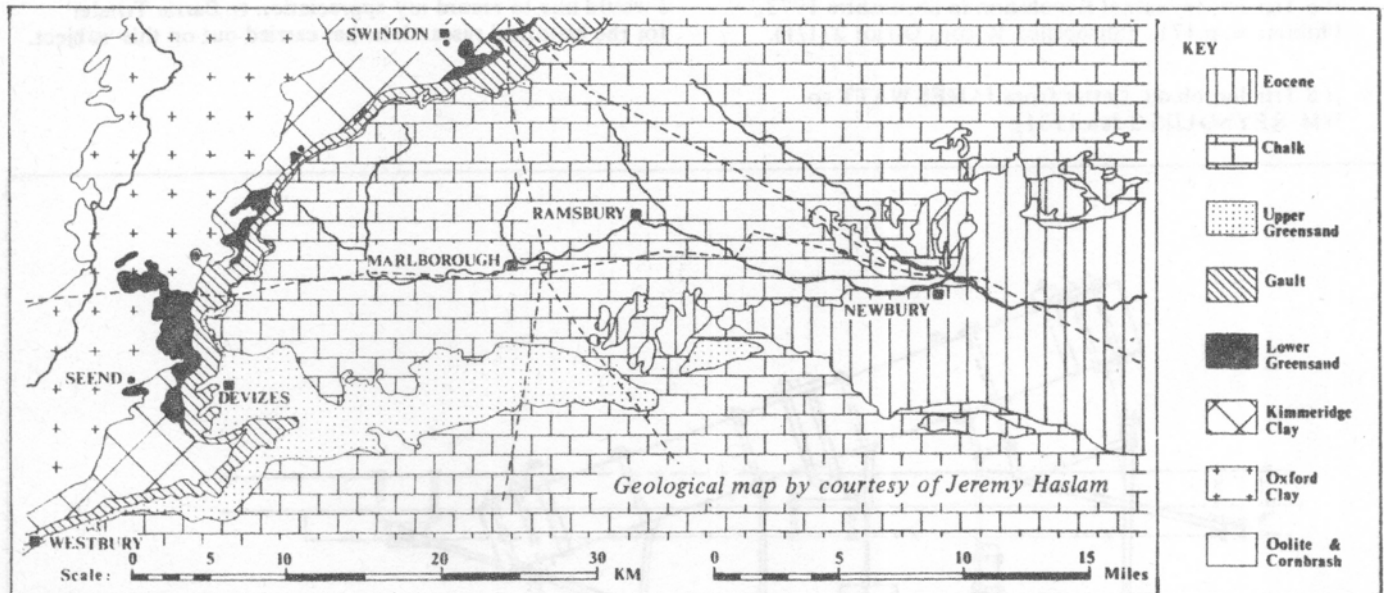 SWINDON
RAMSBURY
MARLBOROUGH
NEWBURY
SEEND
DEVIZES
WESTBURY
Geological map by courtesy of Jeremy Haslam
Scale: 0 5 10 20 30 KM
0 5 10 15 Miles
KEY
Eocene
Chalk
Upper
Greensand
Gault
Lower
Greensand
Kimmeridge
Clay
Oxford
Clay
Oolite &
Cornbrash